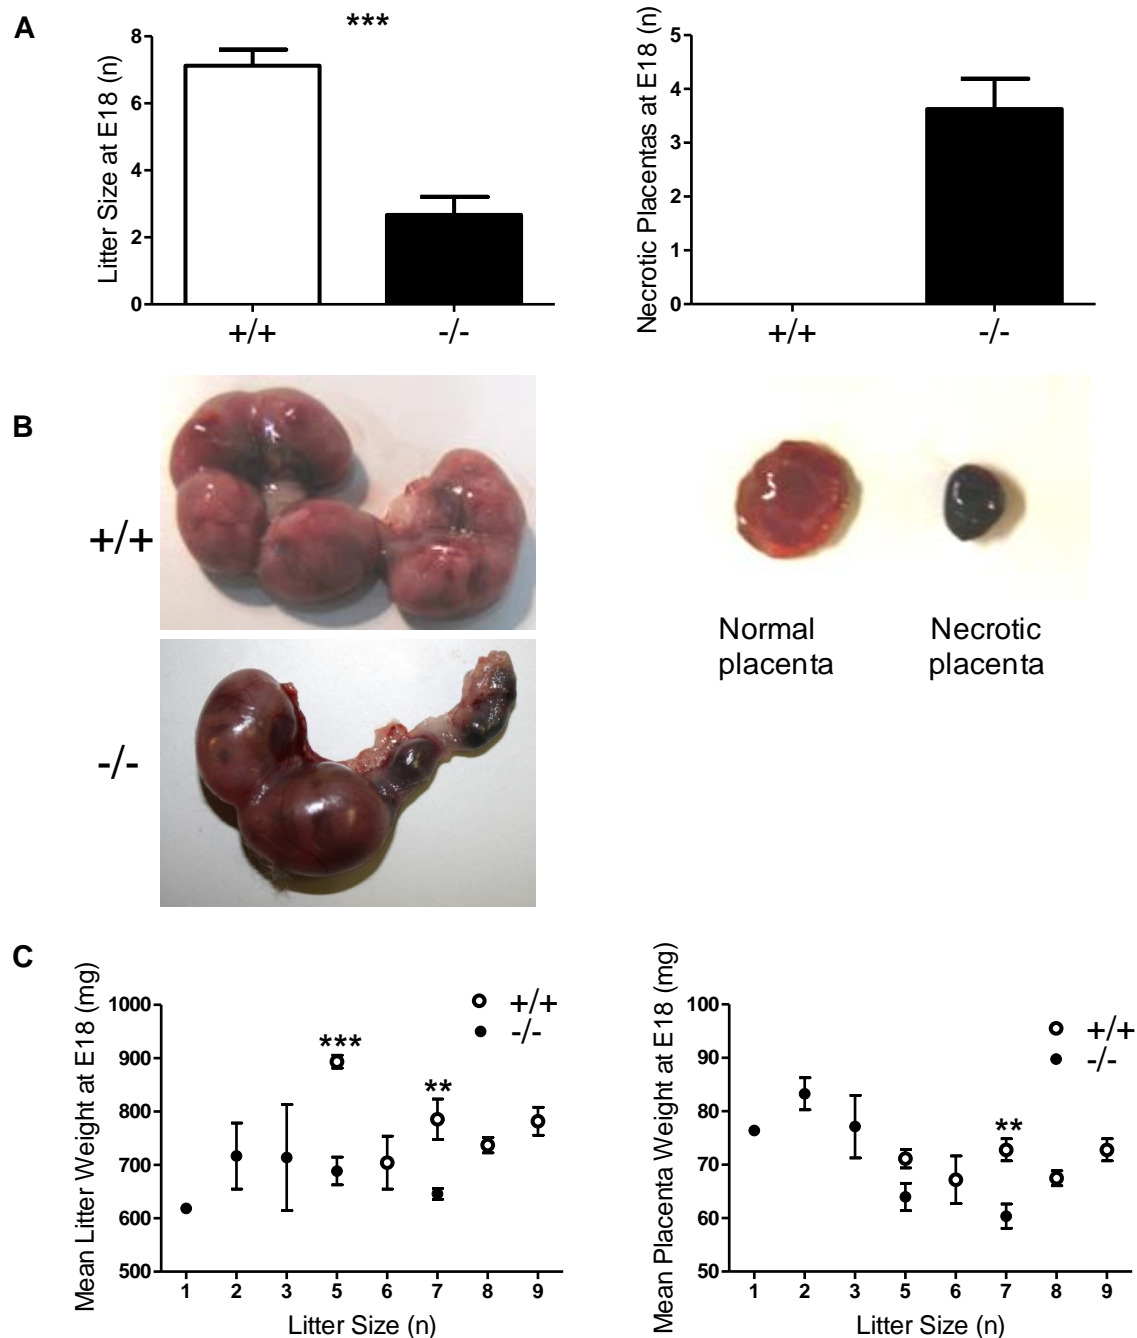 A
***
Litter Size at E18 (n)
8
6
4
2
0
+/+
-/-
Necrotic Placentas at E18 (n)
5
4
3
2
1
0
+/+
-/-
B
+/+
-/-
Normal
placenta
Necrotic
placenta
C
Mean Litter Weight at E18 (mg)
1000
900
800
700
600
500
+/+
-/-
***
**
1 2 3 5 6 7 8 9
Litter Size (n)
Mean Placenta Weight at E18 (mg)
100
90
80
70
60
50
+/+
-/-
**
1 2 3 5 6 7 8 9
Litter Size (n)